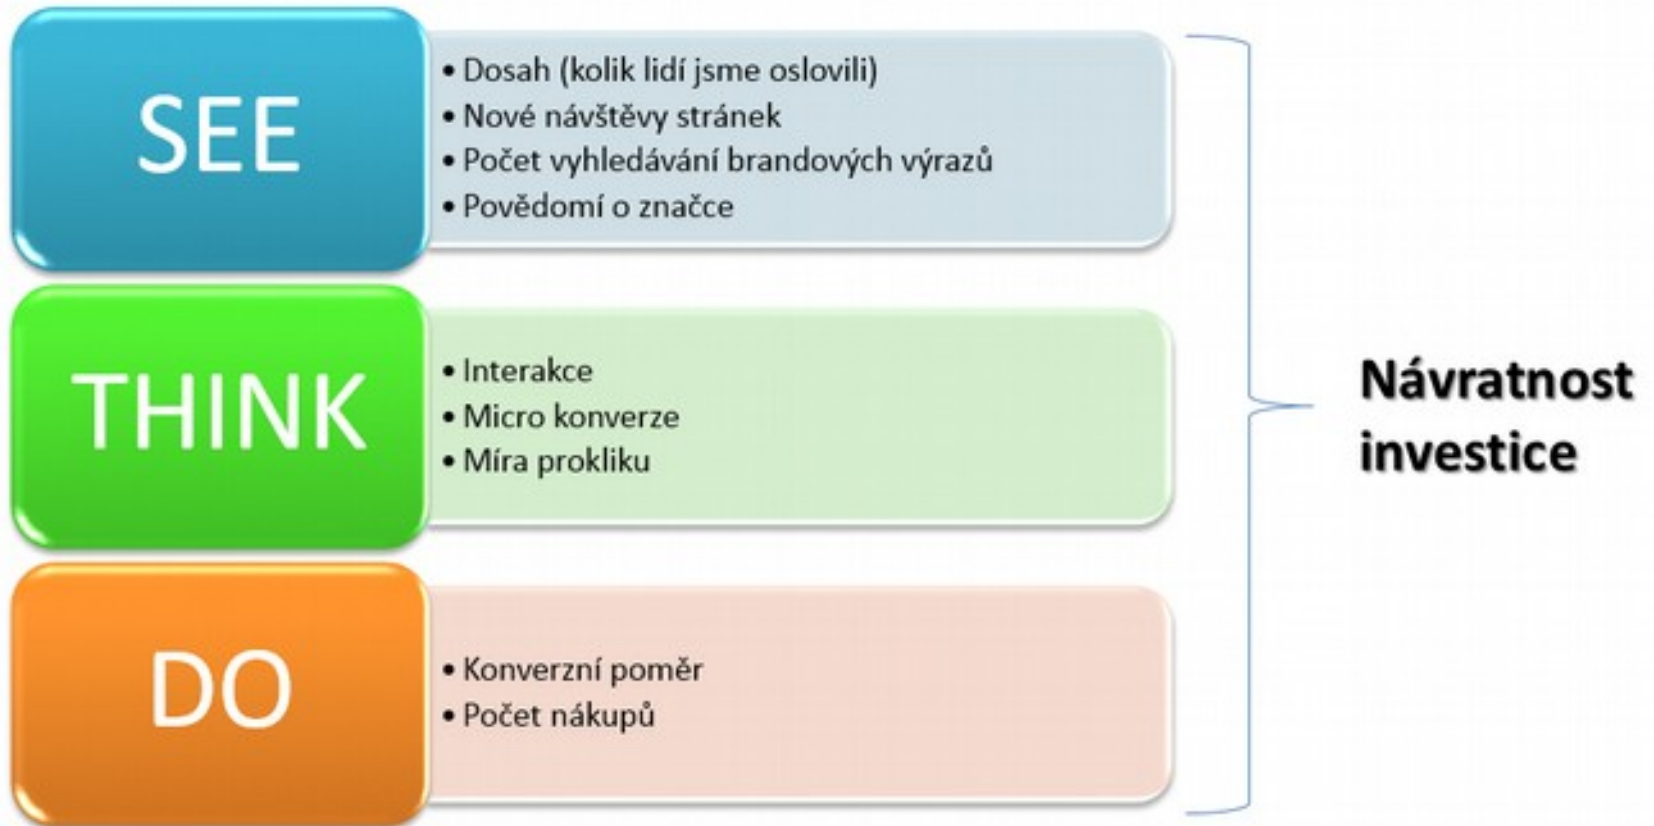 SEE
• Dosah (kolik lidí jsme oslovili)
• Nové návštěvy stránek
• Počet vyhledávání brandových výrazů
• Povědomí o značce
THINK
• Interakce
• Micro konverze
• Míra prokliku
DO
• Konverzní poměr
• Počet nákupů
Návratnost
investice